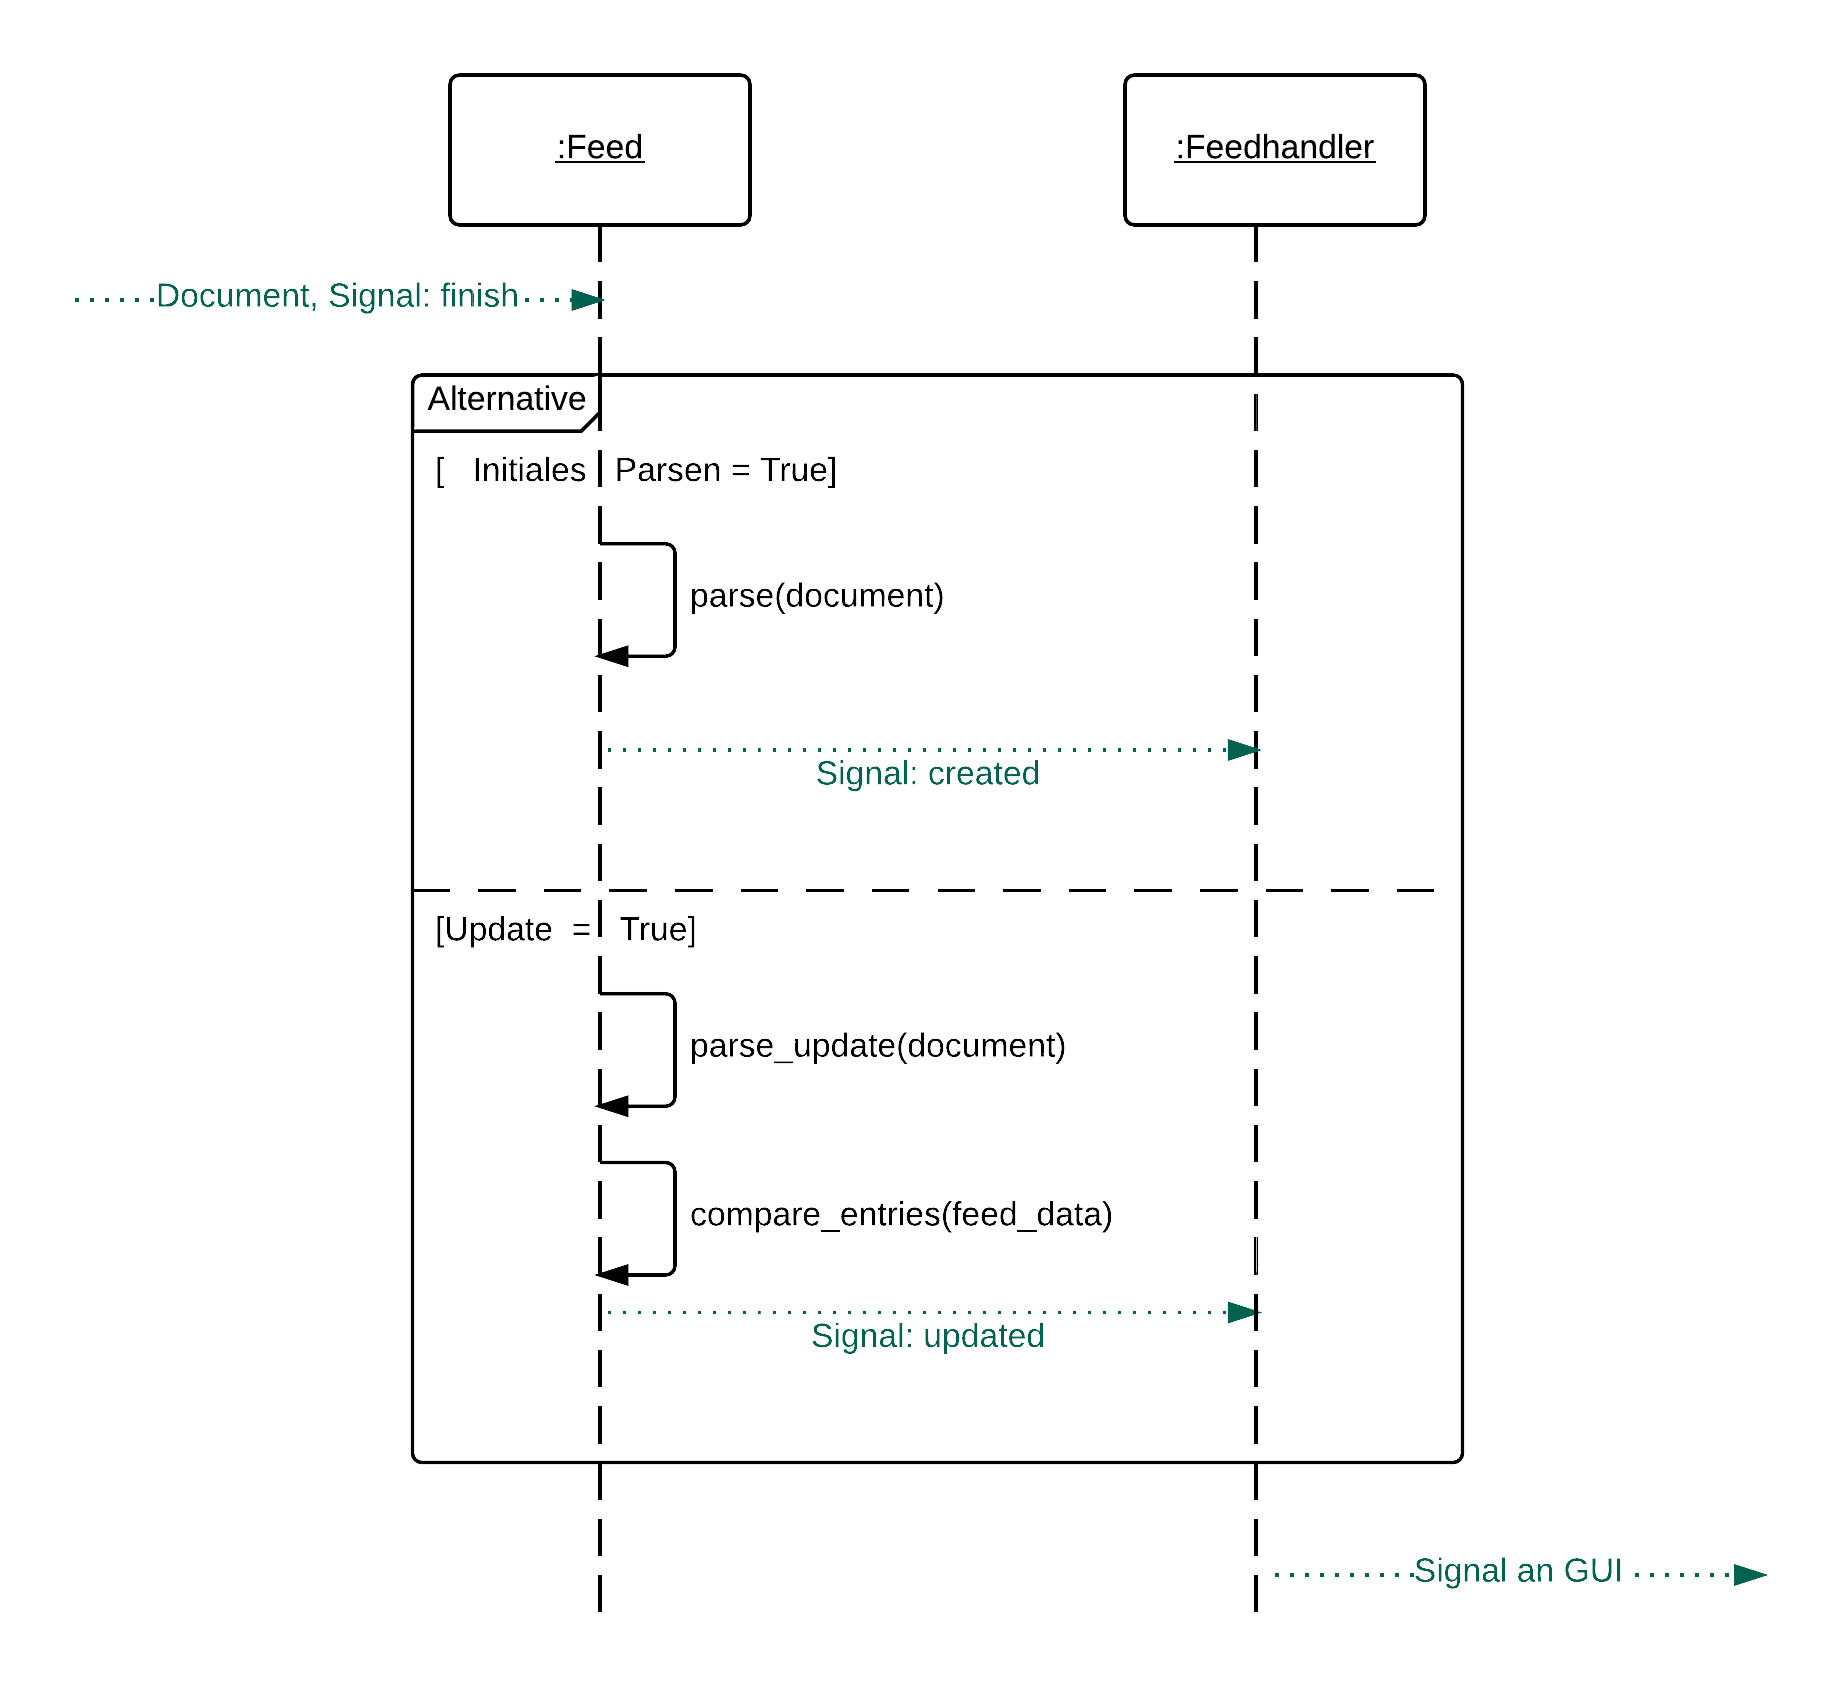 :Feed
:Feedhandler
Document, Signal: finish
Alternative
[ Initiales Parsen = True]
parse(document)
Signal: created
[Update = True]
parse_update(document)
compare_entries(feed_data)
Signal: updated
Signal an GUI